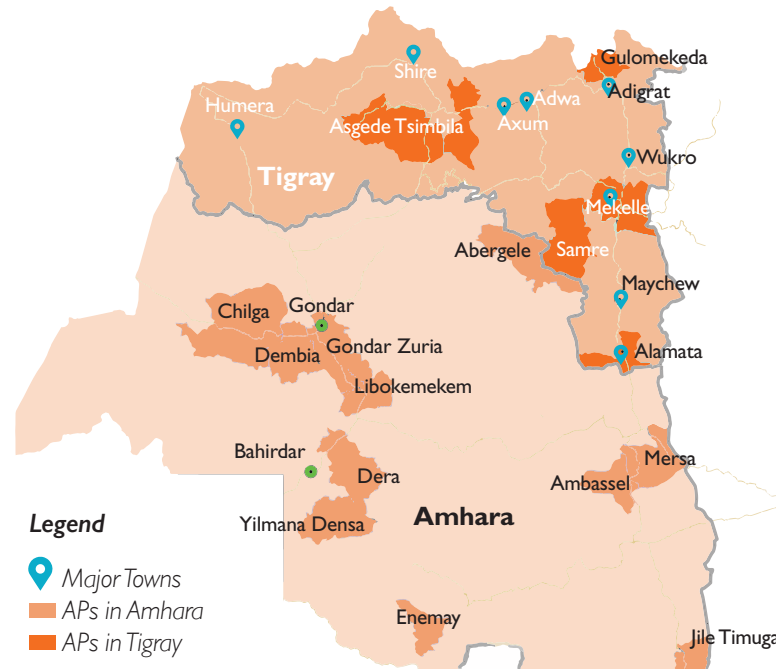 Gulomekeda
Shire
Adigrat
Humera
Adwa
Axum
Asgede Tsimbila
Wukro
Tigray
Mekelle
Abergele
Samre
Maychew
Chilga
Gondar
Gondar Zuria
Dembia
Alamata
Libokemekem
Bahirdar
Mersa
Dera
Ambassel
Amhara
Yilmana Densa
Legend
Major Towns
APs in Amhara
APs in Tigray
Enemay
Jile Timuga